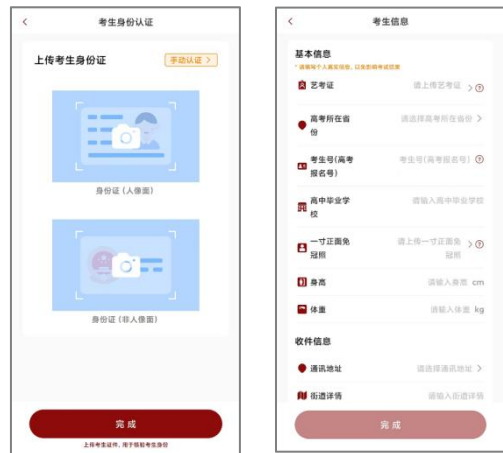 考生身份认证
上传考生身份证
手动认证 >
身份证 (人像面)
身份证 (非人像面)
完成
上传考生证件，用于核验考生身份
考生信息
基本信息
艺考证
请上传艺考证 >
高考所在省
份
请选择高考所在省份 >
考生号(高考
报名号)
考生号(高考报名号)
高中毕业学
校
请输入高中毕业学校
一寸正面免
冠照
请上传一寸正面免
冠照
身高
请输入身高 cm
体重
请输入体重 kg
收件信息
通讯地址
请选择通讯地址 >
街道详情
请输入街道详情
完成